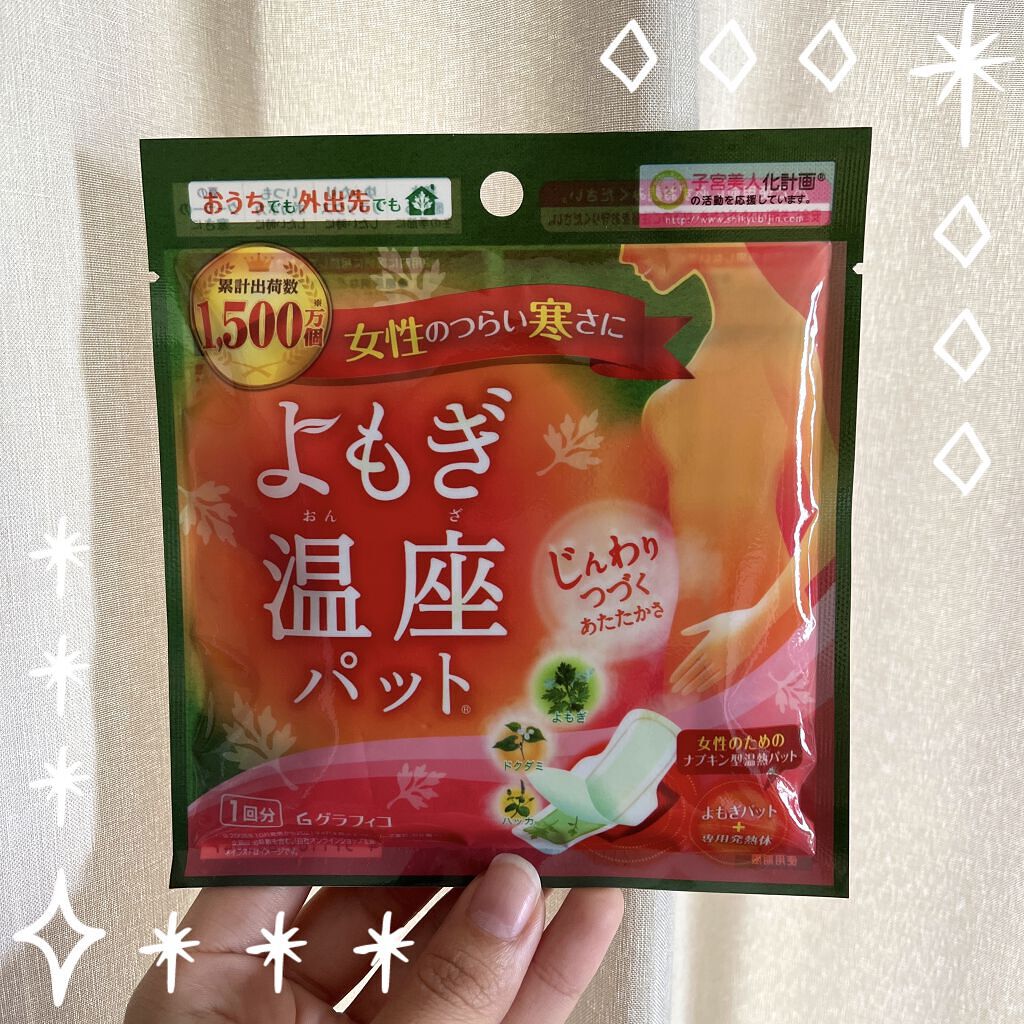 おうちでも外出先でも
子宮美人化計画®
の活動を応援しています。
http://www.shikyubijin.com
累計出荷数
1,500万個※
女性のつらい寒さに
よもぎ
おんざ
温座
パット®
じんわり
つづく
あたたかさ
よもぎ
ドクダミ
ハッカ
女性のための
ナプキン型温熱パット
よもぎパット
+
専用発熱体
1回分
グラフィコ